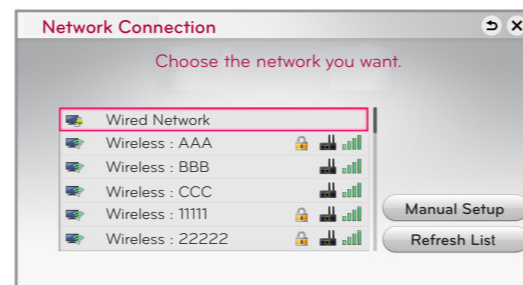 Network Connection
Choose the network you want.
Wired Network
Wireless : AAA
Wireless : BBB
Wireless : CCC
Wireless : 11111
Wireless : 22222
Manual Setup
Refresh List